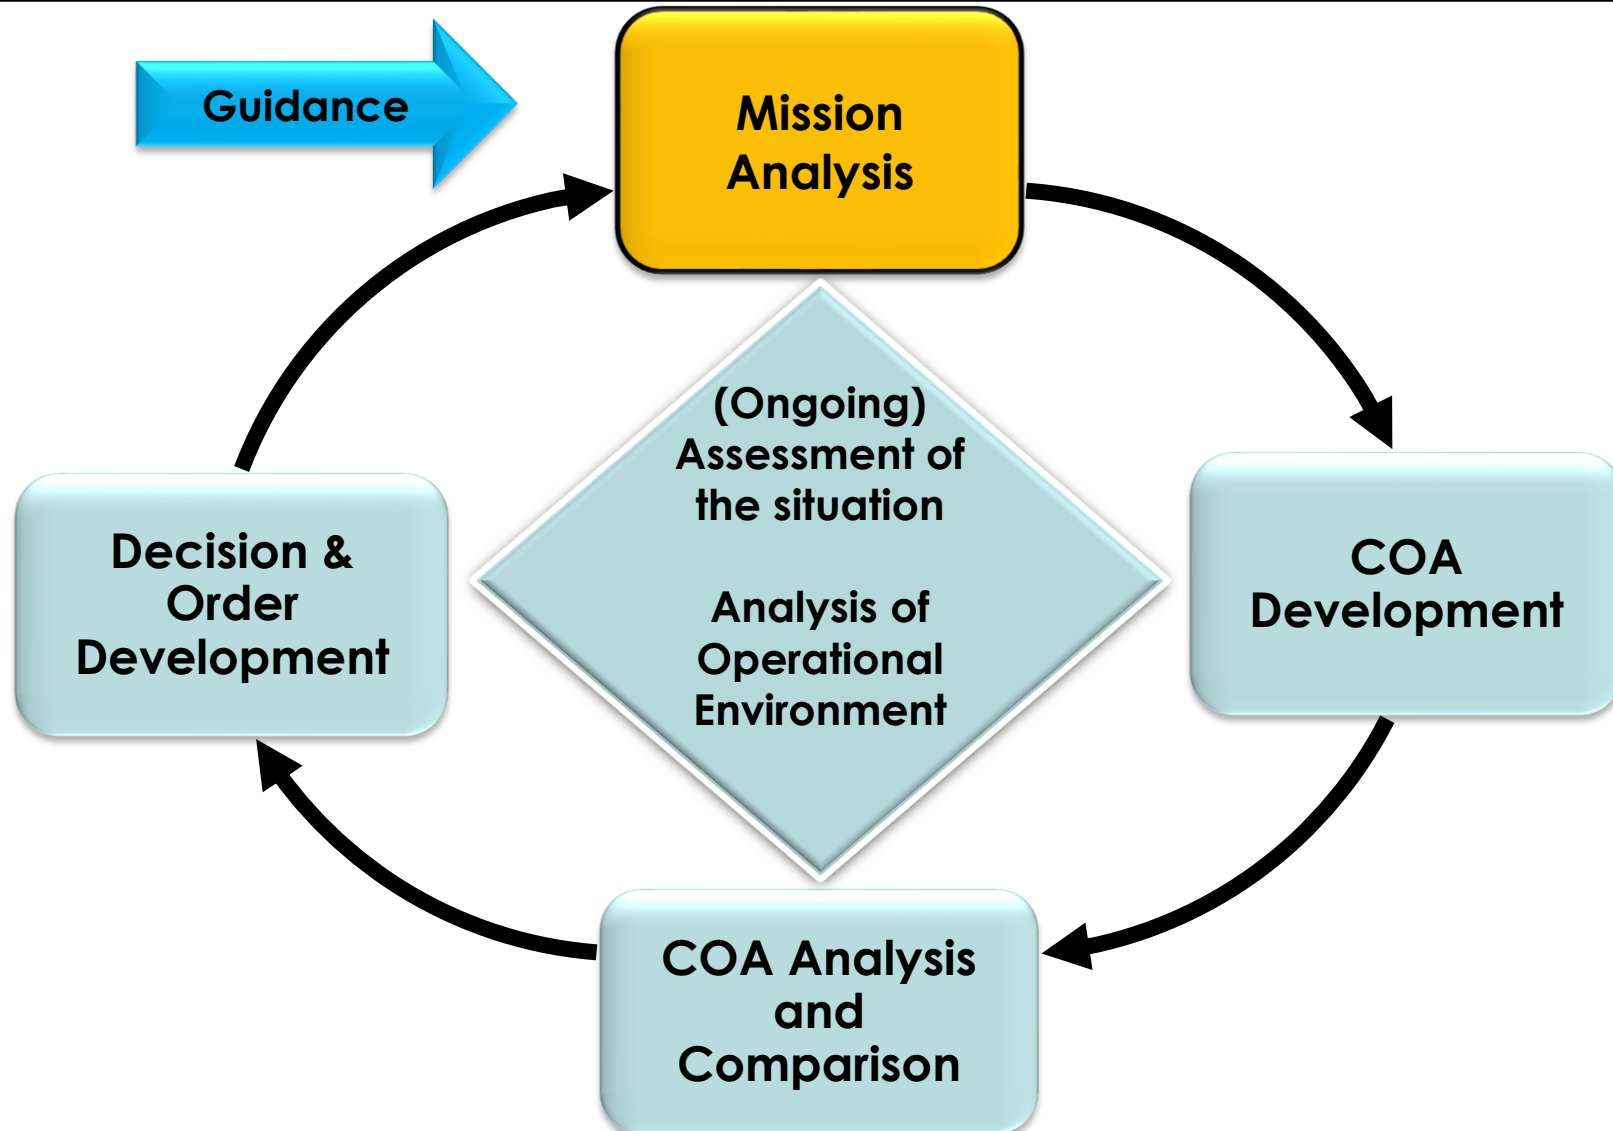 Guidance
Mission
Analysis
(Ongoing)
Assessment of
the situation
Analysis of
Operational
Environment
Decision &
Order
Development
COA
Development
COA Analysis
and
Comparison